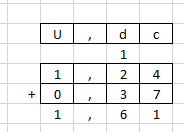 U , d c
1
1 , 2 4
+ 0 , 3 7
1 , 6 1